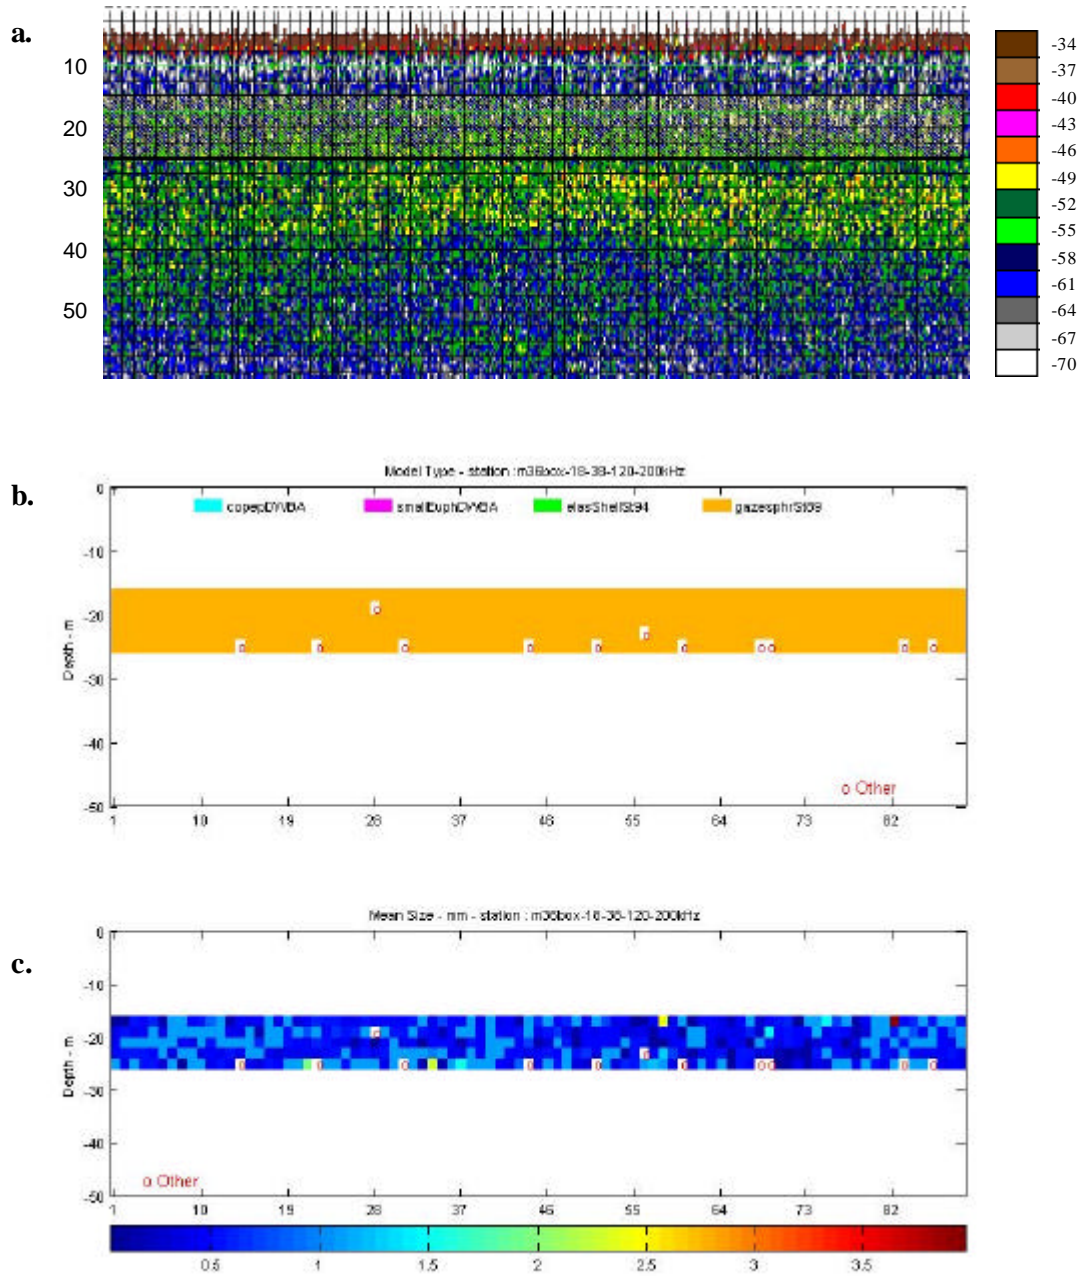 a.
10
20
30
40
50
-34
-37
-40
-43
-46
-49
-52
-55
-58
-61
-64
-67
-70
b.
Model Type - station :m36box-18-38-120-200kHz
copepDWBA smallEuphDWBA elasShellSt94 gazesphrSt89
0
-10
-20
-30
-40
-50
Depth - m
o Other
1 10 19 28 37 46 55 64 73 82
c.
Mean Size - mm - station : m36box-18-38-120-200kHz
0
-10
-20
-30
-40
-50
Depth - m
o Other
1 10 19 28 37 46 55 64 73 82
0.5 1 1.5 2 2.5 3 3.5